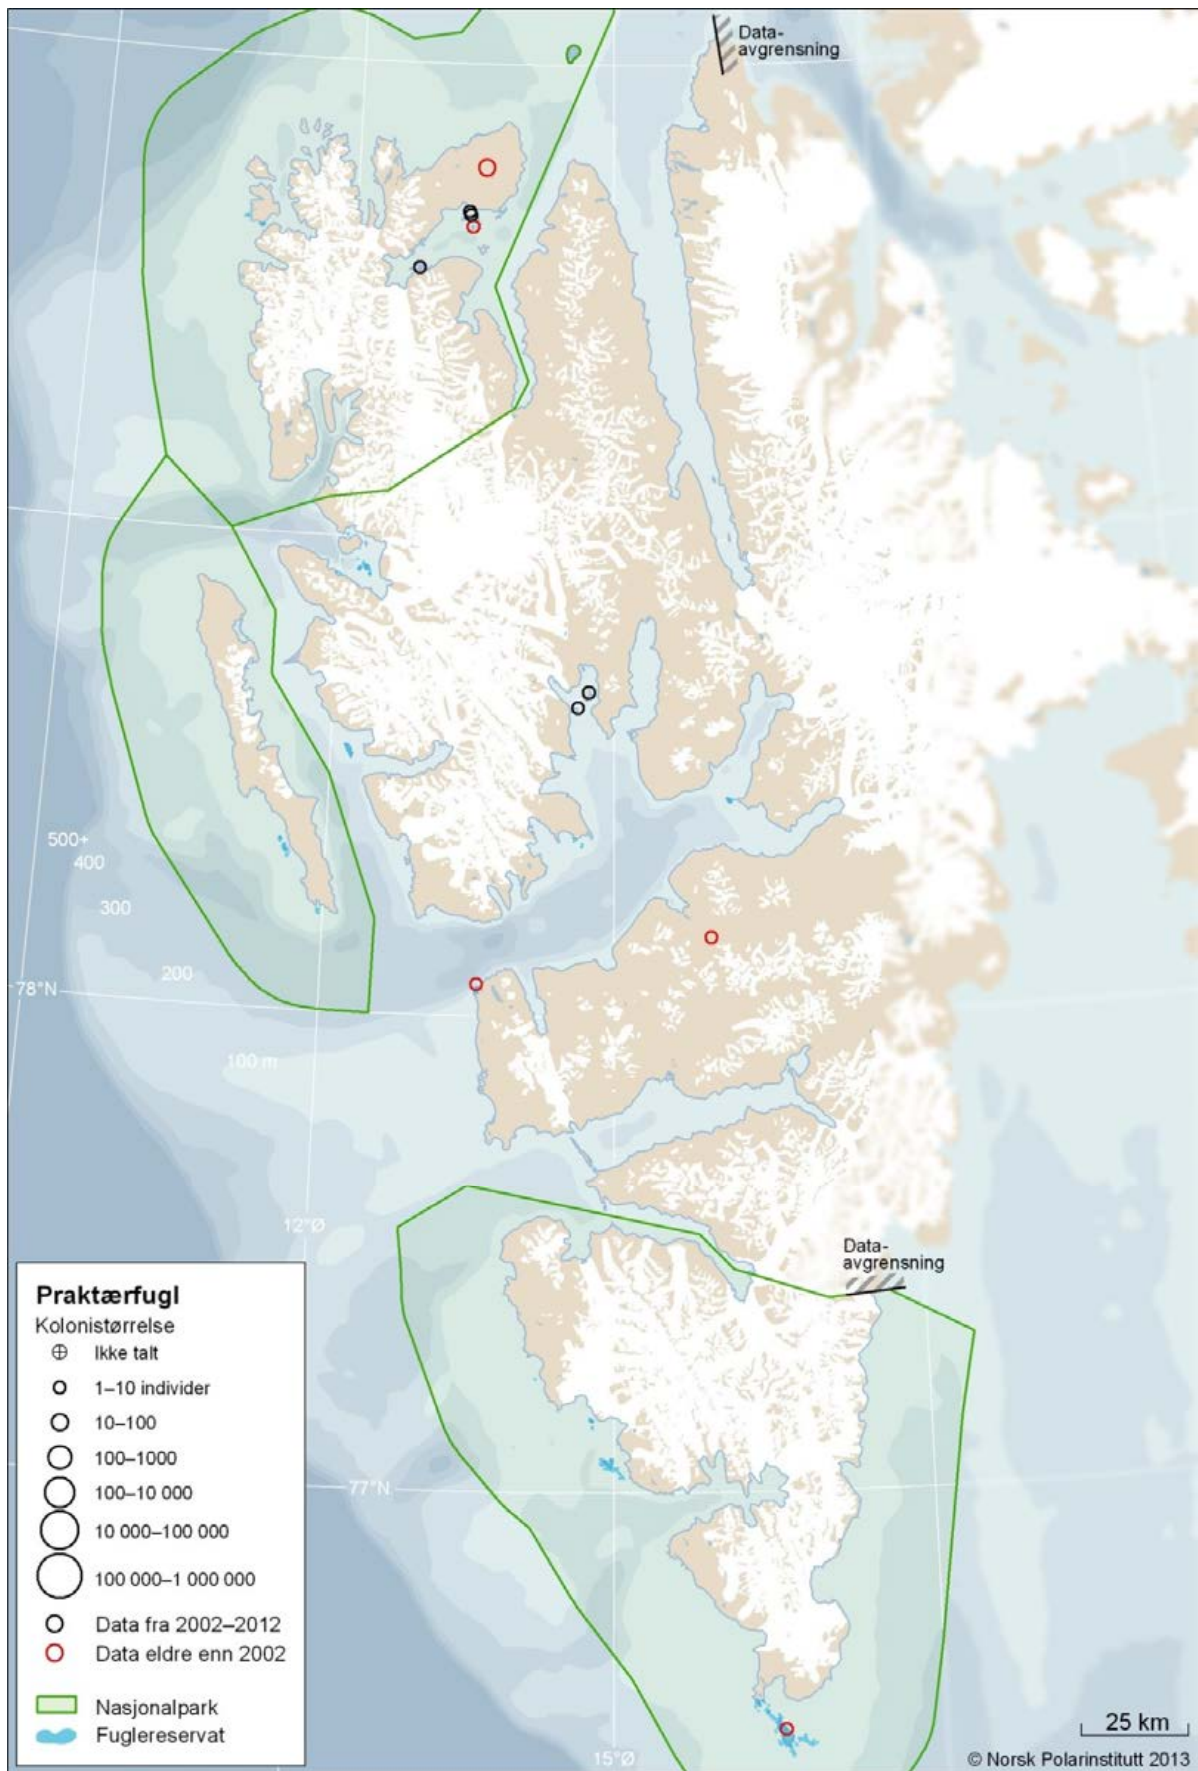 Data-
avgrensning
500+
400
300
200
78°N
100 m
12°Ø
Data-
avgrensning
77°N
15°Ø
Praktærfugl
Kolonistørrelse
Ikke talt
1–10 individer
10–100
100–1000
100–10 000
10 000–100 000
100 000–1 000 000
Data fra 2002–2012
Data eldre enn 2002
Nasjonalpark
Fuglereservat
25 km
© Norsk Polarinstitutt 2013